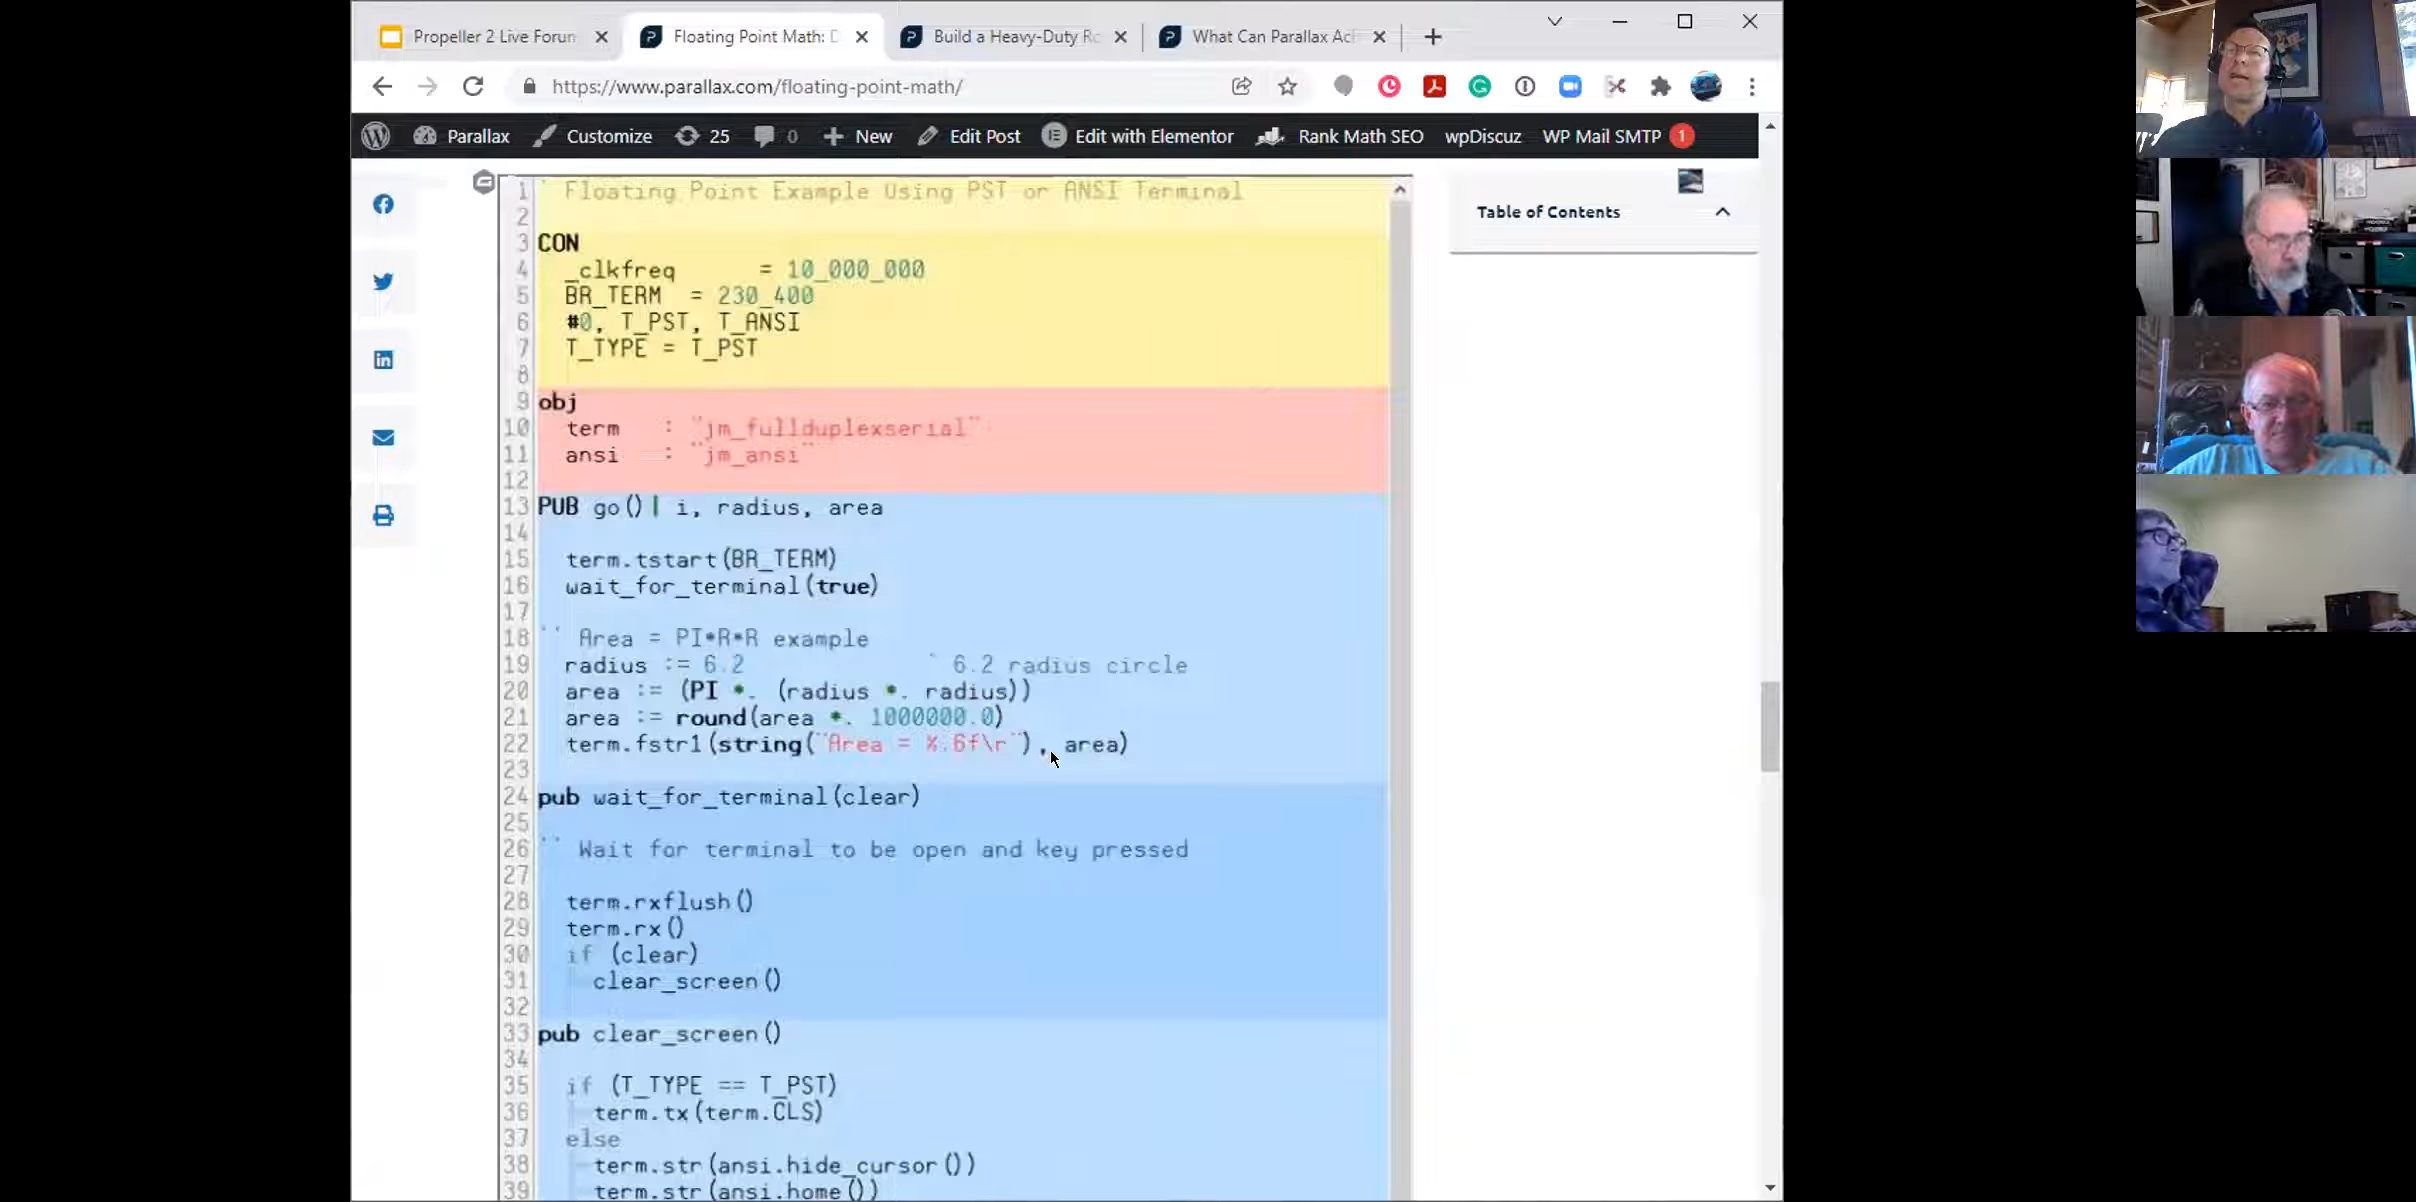 Propeller 2 Live Forun
Floating Point Math: D
Build a Heavy-Duty Ro
What Can Parallax Ach
https://www.parallax.com/floating-point-math/
Parallax
Customize
25
0
New
Edit Post
Edit with Elementor
Rank Math SEO
wpDiscuz
WP Mail SMTP
1
Table of Contents
1 ` Floating Point Example Using PST or ANSI Terminal
2
3 CON
4 _clkfreq = 10_000_000
5 BR_TERM = 230_400
6 #0, T_PST, T_ANSI
7 T_TYPE = T_PST
8
9 obj
10 term : "jm_fullduplexserial"
11 ansi : "jm_ansi"
12
13 PUB go()| i, radius, area
14
15 term.tstart(BR_TERM)
16 wait_for_terminal(true)
17
18 `` Area = PI*R*R example
19 radius := 6.2 ` 6.2 radius circle
20 area := (PI *. (radius *. radius))
21 area := round(area *. 1000000.0)
22 term.fstr1(string("Area = %.6f\r"), area)
23
24 pub wait_for_terminal(clear)
25
26 `` Wait for terminal to be open and key pressed
27
28 term.rxflush()
29 term.rx()
30 if (clear)
31 clear_screen()
32
33 pub clear_screen()
34
35 if (T_TYPE == T_PST)
36 term.tx(term.CLS)
37 else
38 term.str(ansi.hide_cursor())
39 term.str(ansi.home())